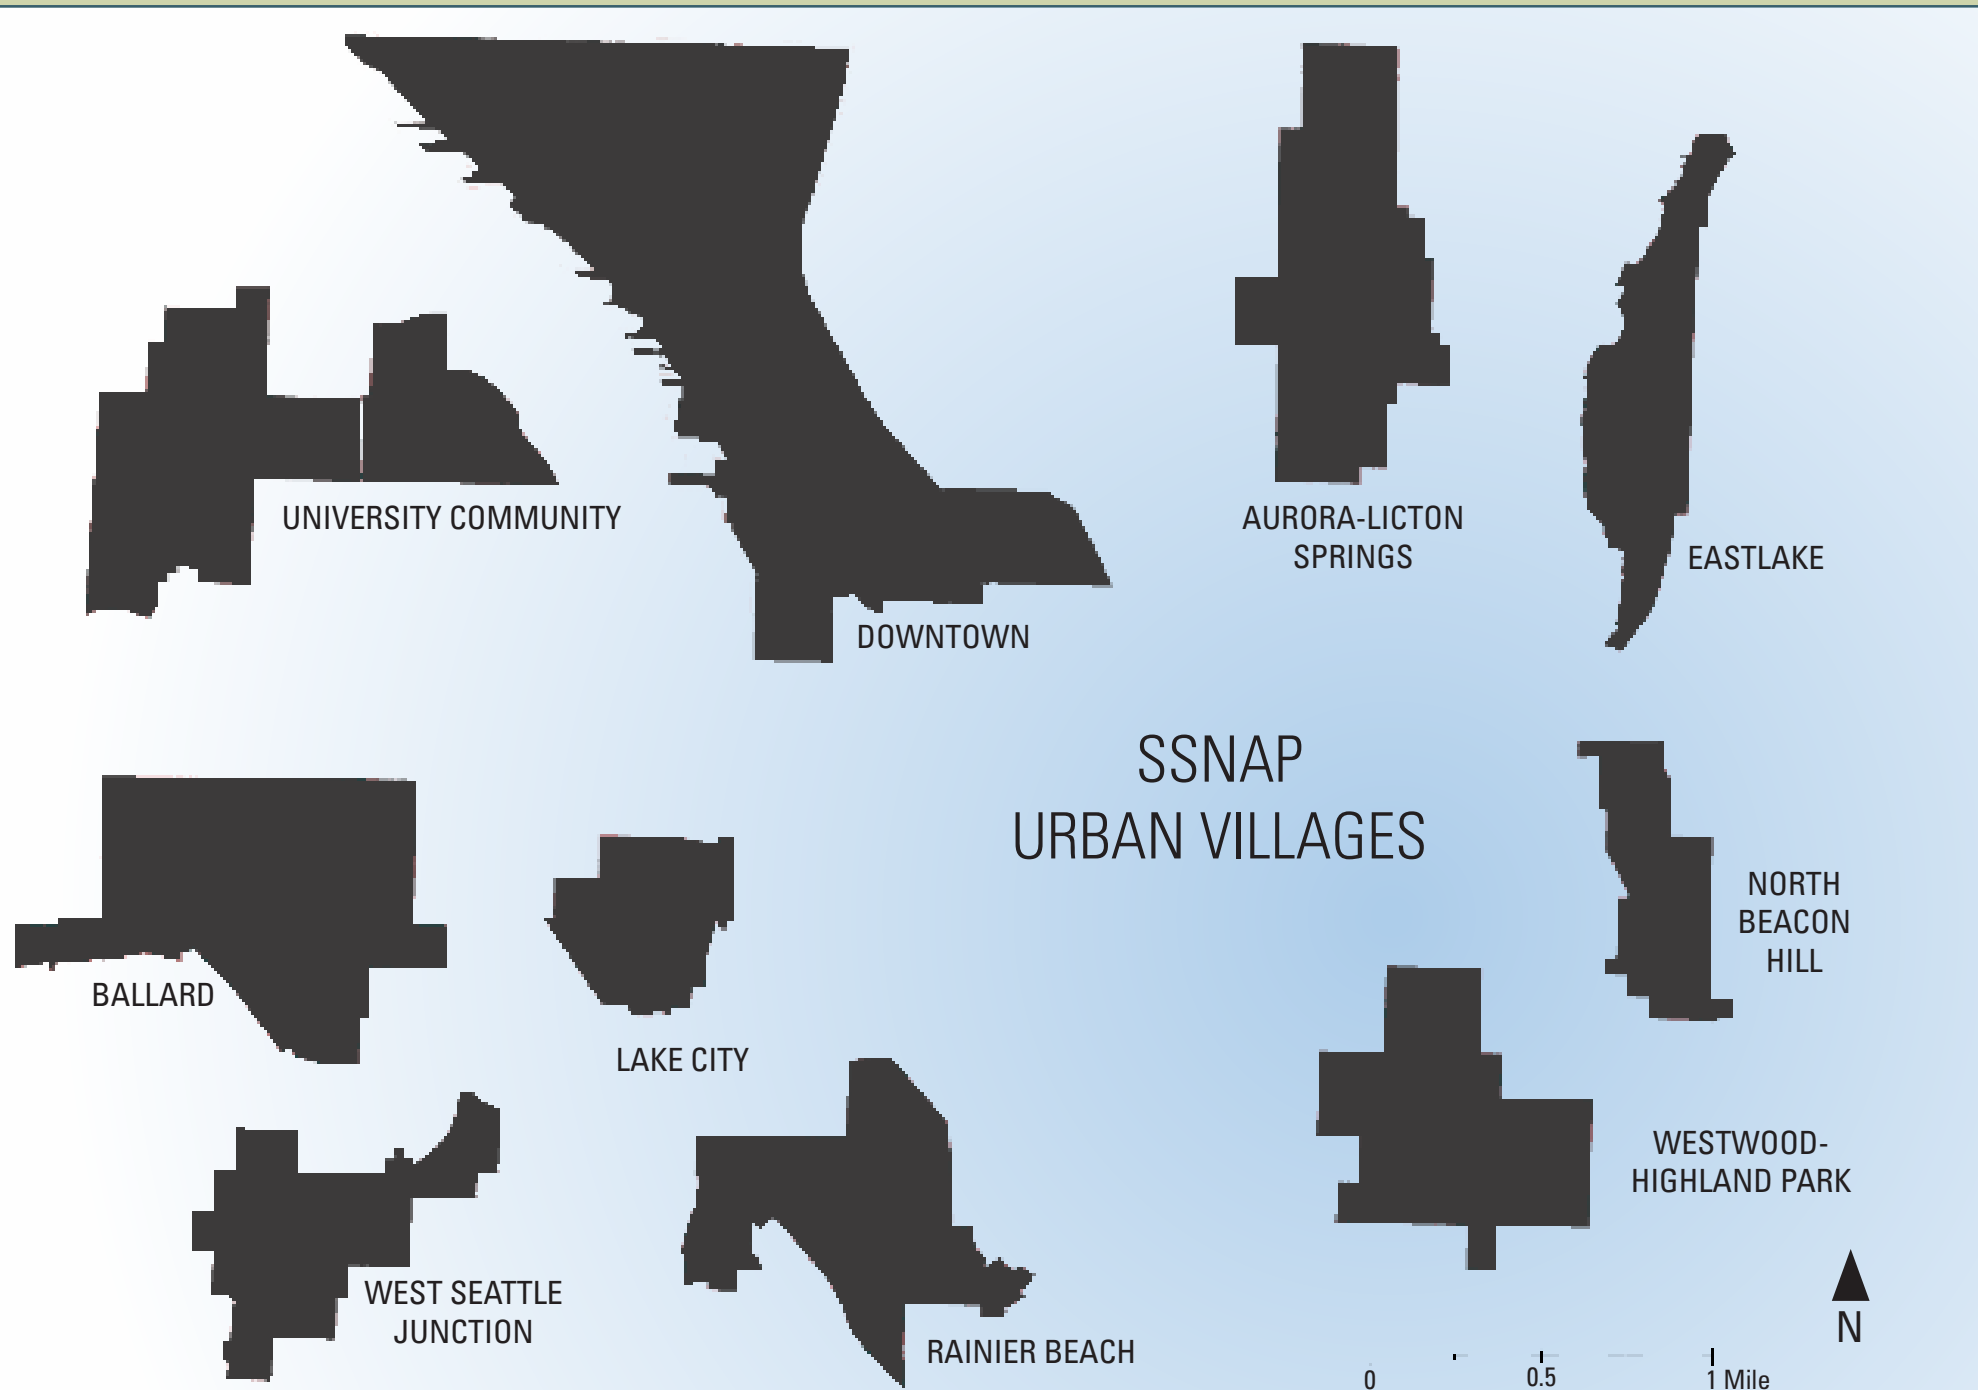 UNIVERSITY COMMUNITY
DOWNTOWN
AURORA-LICTON
SPRINGS
EASTLAKE
SSNAP
URBAN VILLAGES
BALLARD
LAKE CITY
NORTH
BEACON
HILL
WEST SEATTLE
JUNCTION
RAINIER BEACH
WESTWOOD-
HIGHLAND PARK
N
0 0.5 1 Mile